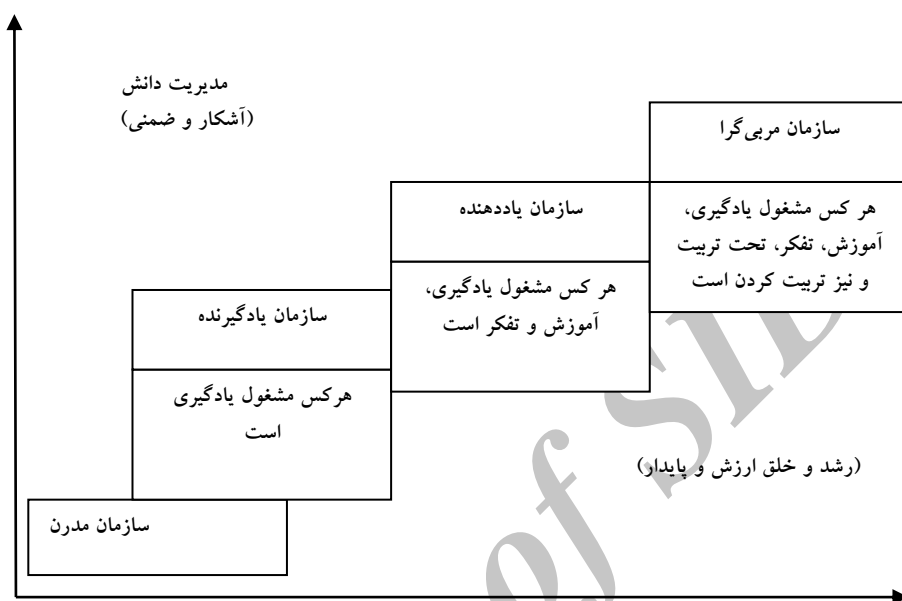 مدیریت دانش
(آشکار و ضمنی)
سازمان مربی‌گرا
هر کس مشغول یادگیری،
آموزش، تفکر، تحت تربیت
و نیز تربیت کردن است
سازمان یاددهنده
هر کس مشغول یادگیری،
آموزش و تفکر است
سازمان یادگیرنده
هرکس مشغول یادگیری
است
(رشد و خلق ارزش و پایدار)
سازمان مدرن
of SID